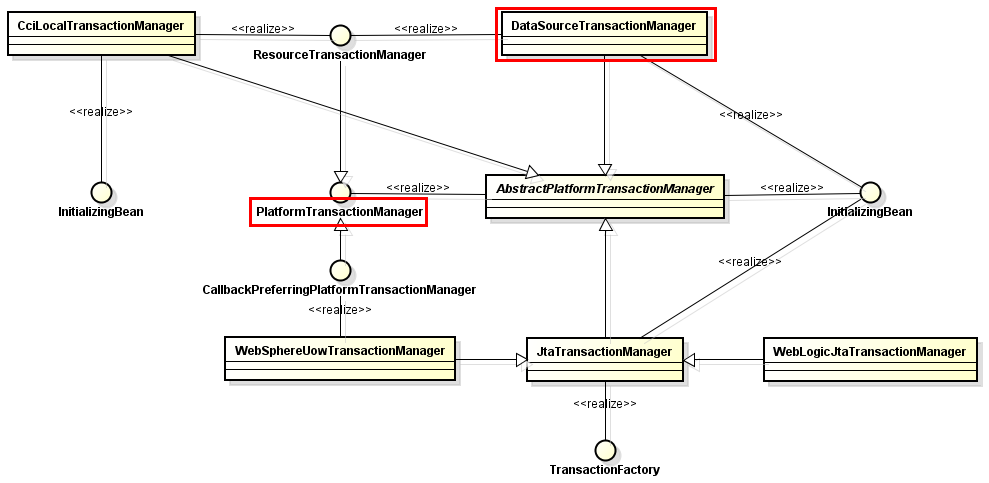 CciLocalTransactionManager
<<realize>>
<<realize>>
DataSourceTransactionManager
ResourceTransactionManager
<<realize>>
<<realize>>
InitializingBean
<<realize>>
AbstractPlatformTransactionManager
<<realize>>
PlatformTransactionManager
InitializingBean
<<realize>>
CallbackPreferringPlatformTransactionManager
<<realize>>
WebSphereUowTransactionManager
JtaTransactionManager
WebLogicJtaTransactionManager
<<realize>>
TransactionFactory